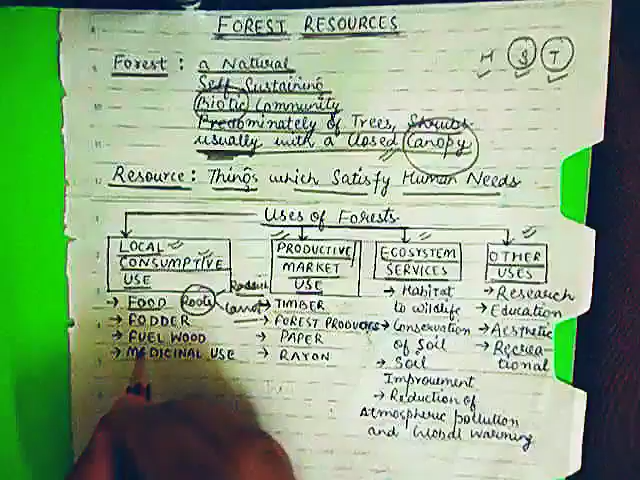 FOREST RESOURCES
H S T
Forest : a Natural
Self Sustaining
Biotic Community
Predominately of Trees, Shrubs
usually with a closed Canopy
Resource : Things which Satisfy Human Needs
Uses of Forests
LOCAL
CONSUMPTIVE
USE
→ FOOD Roots
Carrot
→ FODDER
→ FUEL WOOD
→ MEDICINAL USE
PRODUCTIVE/
MARKET
USE
→ TIMBER
→ FOREST PRODUCTS
→ PAPER
→ RAYON
ECOSYSTEM
SERVICES
→ Habitat
to wildlife
→ Conservation
of Soil
→ Soil
Improvement
→ Reduction of
Atmospheric pollution
and Global Warming
OTHER
USES
→ Research
→ Education
→ Aesthetic
→ Recrea-
tional